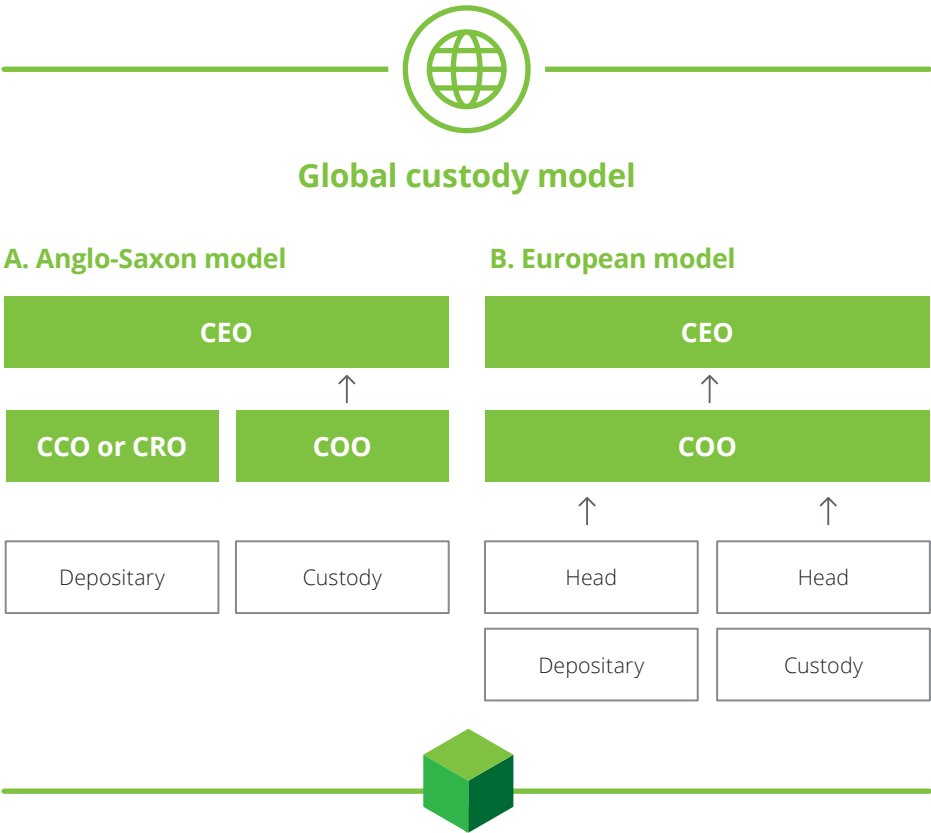 Global custody model
A. Anglo-Saxon model
CEO
CCO or CRO
COO
Depositary
Custody
B. European model
CEO
COO
Head
Head
Depositary
Custody